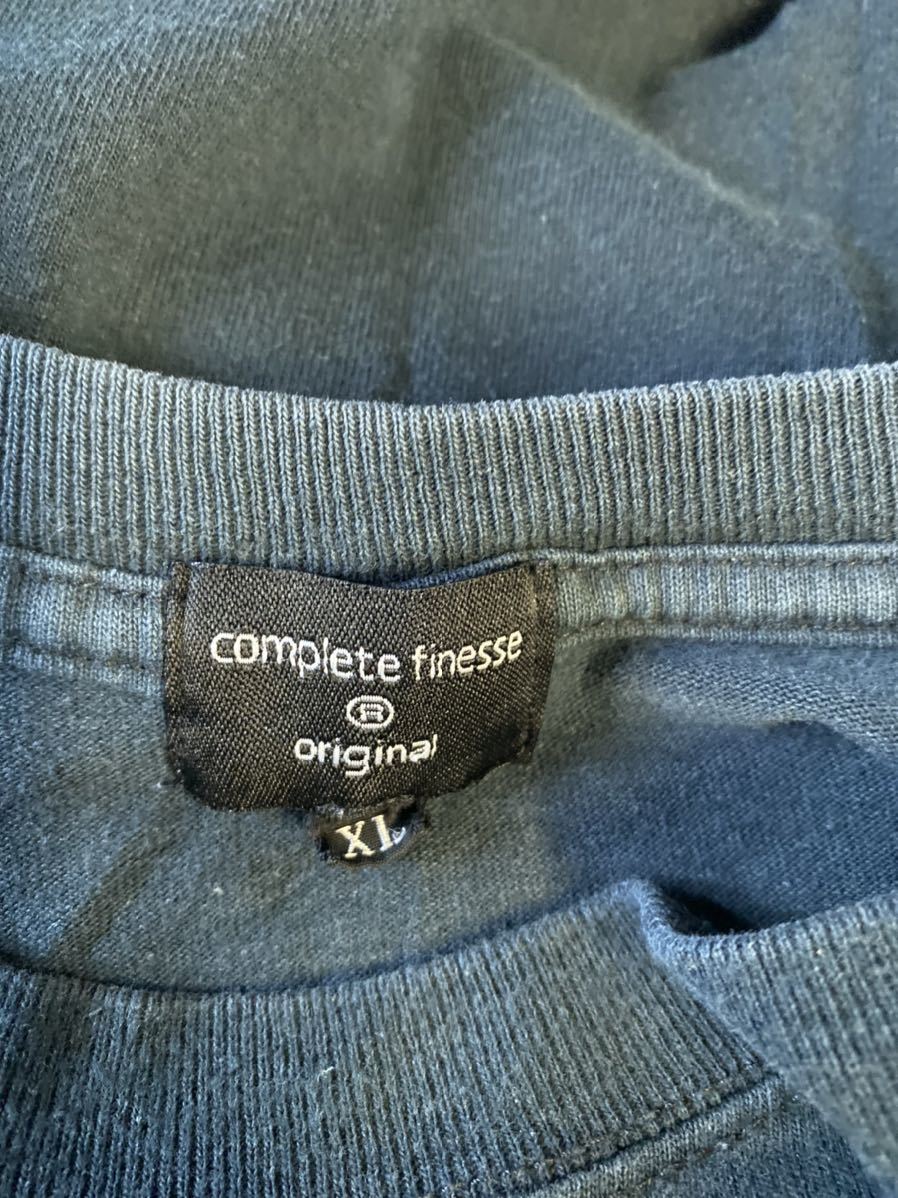 complete finesse
®
original
XL